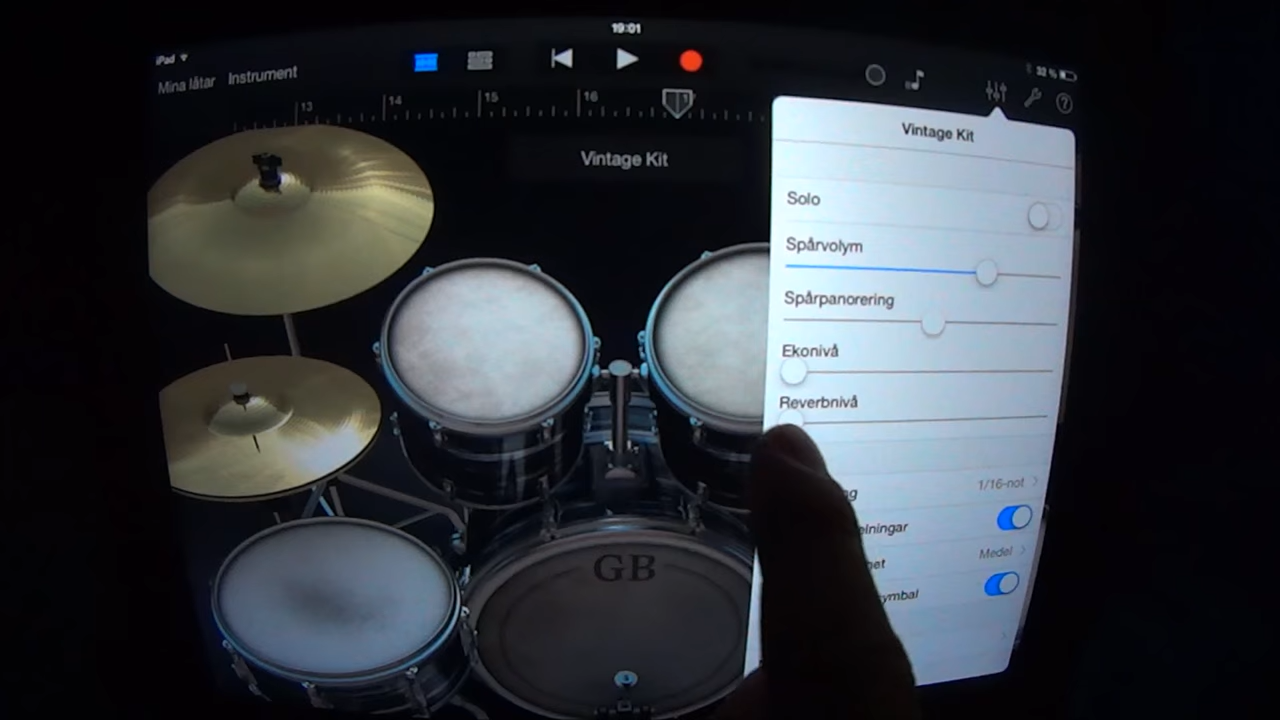 19:01
iPad
32 %
Mina låtar Instrument
13 14 15 16
Vintage Kit
Vintage Kit
Solo
Spårvolym
Spårpanorering
Ekonivå
Reverbnivå
1/16-not
Medel
GB